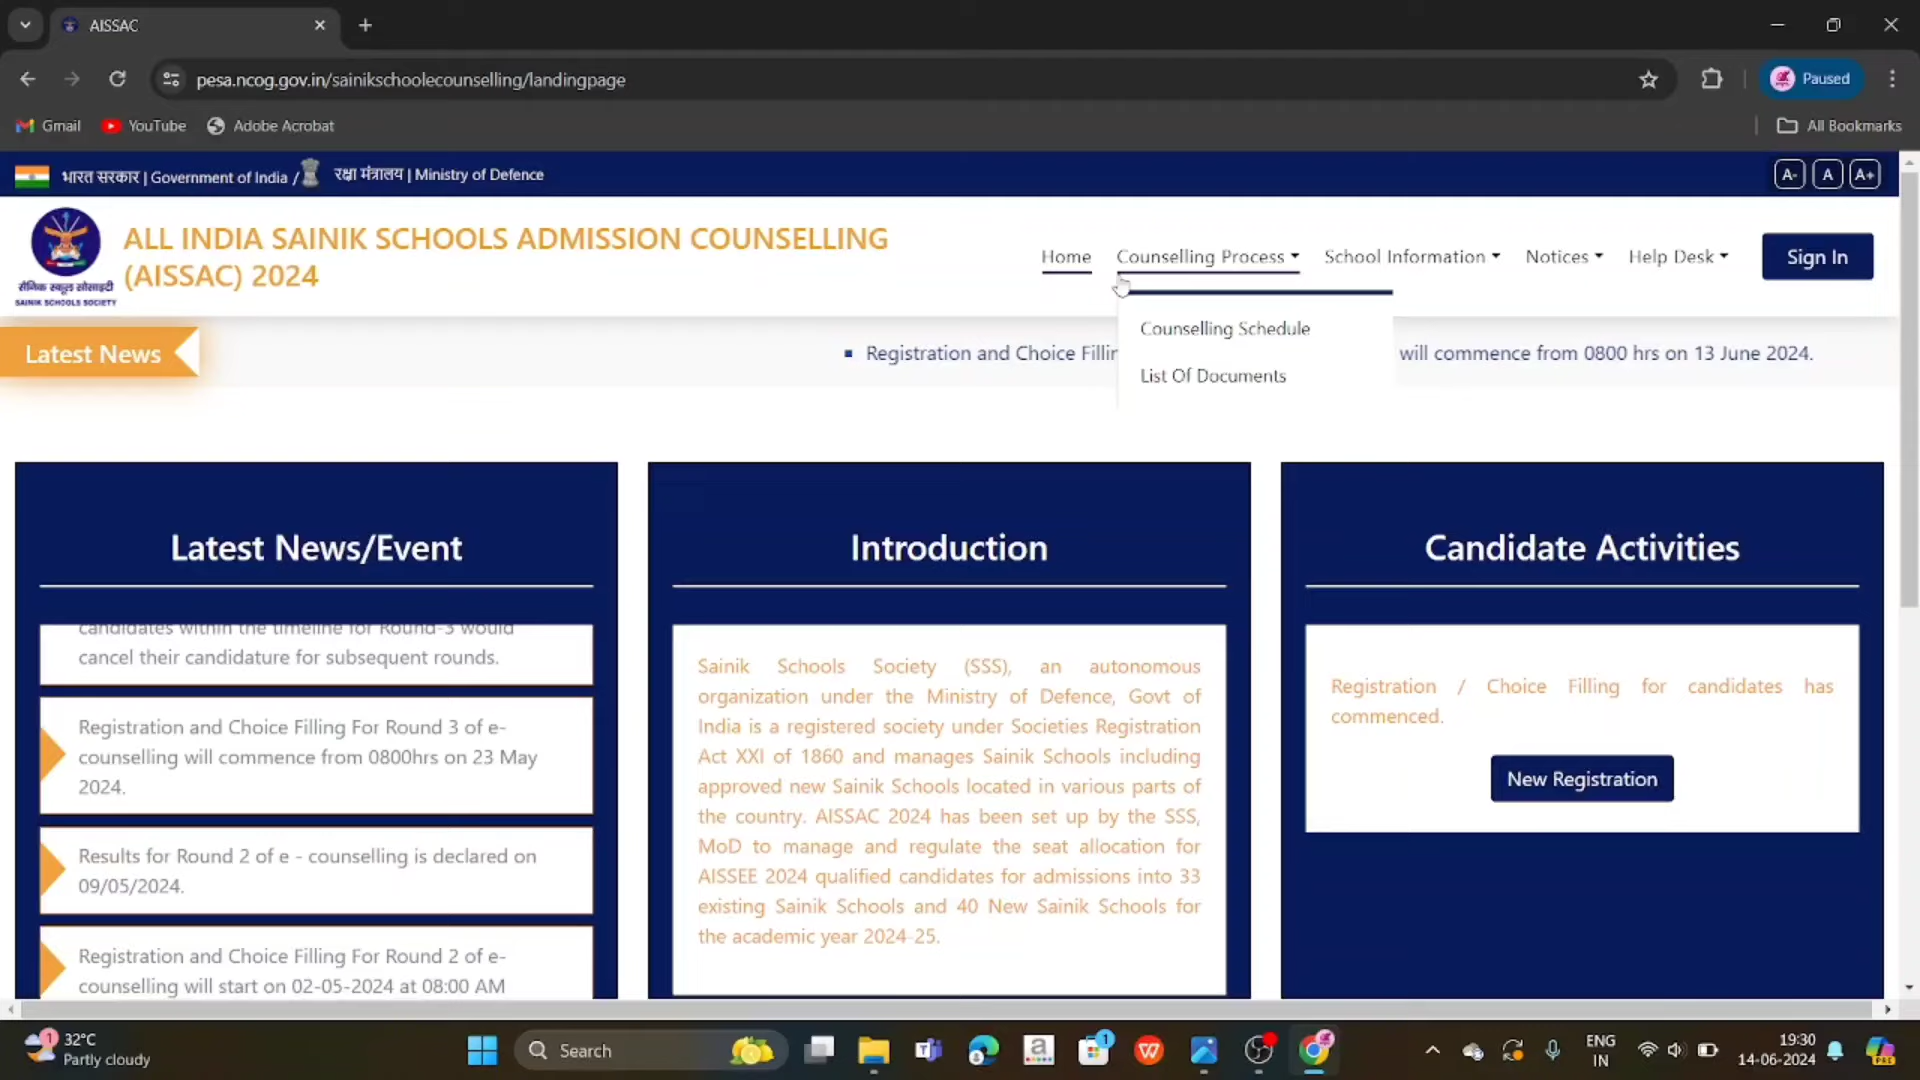 AISSAC
pesa.ncog.gov.in/sainikschoolecounselling/landingpage
Paused
Gmail
YouTube
Adobe Acrobat
All Bookmarks
भारत सरकार | Government of India /
रक्षा मंत्रालय | Ministry of Defence
A-
A
A+
सैनिक स्कूल सोसाइटी
SAINIK SCHOOLS SOCIETY
ALL INDIA SAINIK SCHOOLS ADMISSION COUNSELLING
(AISSAC) 2024
Home
Counselling Process
School Information
Notices
Help Desk
Sign In
Counselling Schedule
List Of Documents
Latest News
Registration and Choice Fillin
will commence from 0800 hrs on 13 June 2024.
Latest News/Event
candidates within the timeline for Round-3 would
cancel their candidature for subsequent rounds.
Registration and Choice Filling For Round 3 of e-
counselling will commence from 0800hrs on 23 May
2024.
Results for Round 2 of e - counselling is declared on
09/05/2024.
Registration and Choice Filling For Round 2 of e-
counselling will start on 02-05-2024 at 08:00 AM
Introduction
Sainik Schools Society (SSS), an autonomous
organization under the Ministry of Defence, Govt of
India is a registered society under Societies Registration
Act XXI of 1860 and manages Sainik Schools including
approved new Sainik Schools located in various parts of
the country. AISSAC 2024 has been set up by the SSS,
MoD to manage and regulate the seat allocation for
AISSEE 2024 qualified candidates for admissions into 33
existing Sainik Schools and 40 New Sainik Schools for
the academic year 2024-25.
Candidate Activities
Registration / Choice Filling for candidates has
commenced.
New Registration
1
32°C
Partly cloudy
Search
1
ENG
IN
19:30
14-06-2024